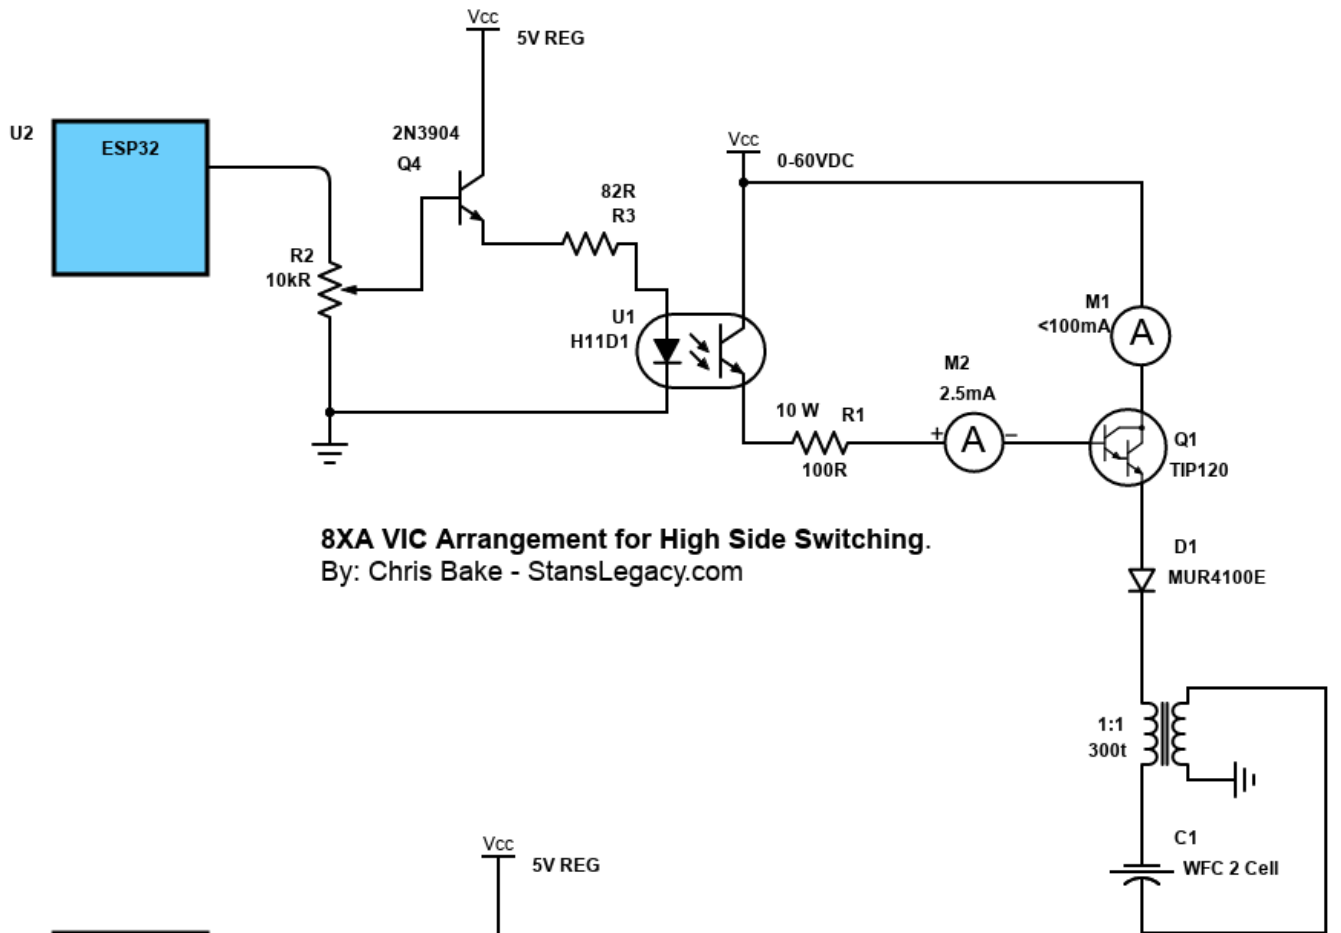 Vcc
5V REG
U2
ESP32
2N3904
Q4
Vcc
0-60VDC
82R
R3
R2
10kR
U1
H11D1
M1
<100mA
A
M2
2.5mA
10 W
R1
100R
+
A
−
Q1
TIP120
8XA VIC Arrangement for High Side Switching.
By: Chris Bake - StansLegacy.com
D1
MUR4100E
1:1
300t
C1
WFC 2 Cell
Vcc
5V REG